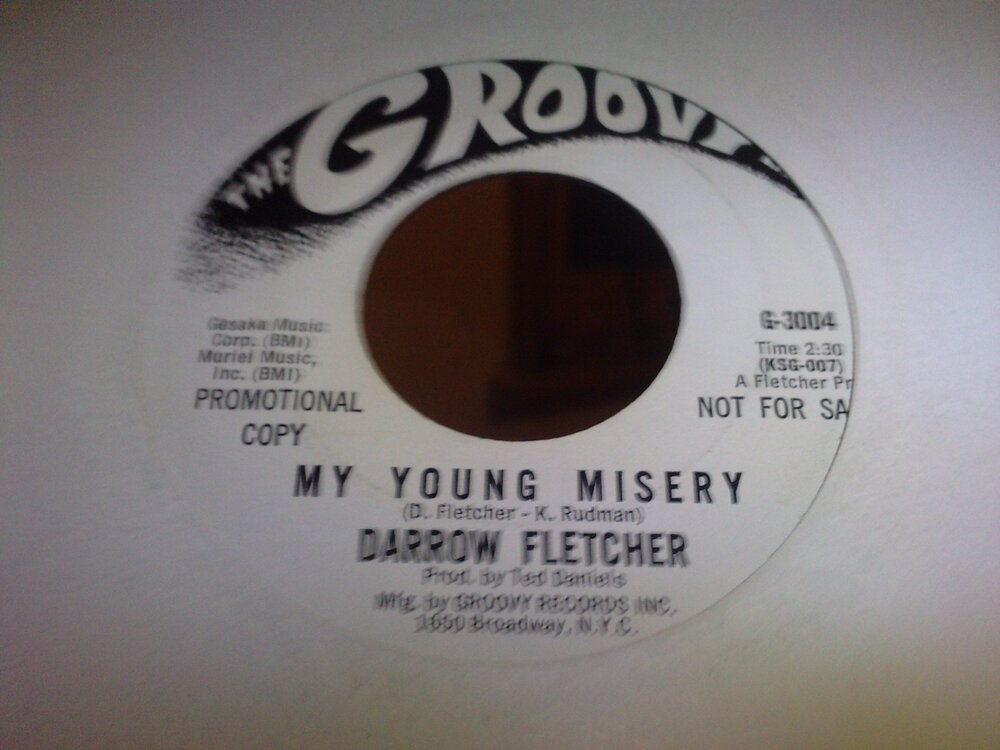 THE GROOVY
Gasaka Music
Corp. (BMI)
Muriel Music,
Inc. (BMI)
PROMOTIONAL
COPY
G-3004
Time 2:30
(KSG-007)
A Fletcher Pr
NOT FOR SA
MY YOUNG MISERY
(D. Fletcher - K. Rudman)
DARROW FLETCHER
Prod. by Ted Daniels
Mfg. by GROOVY RECORDS INC.
1650 Broadway, N.Y.C.